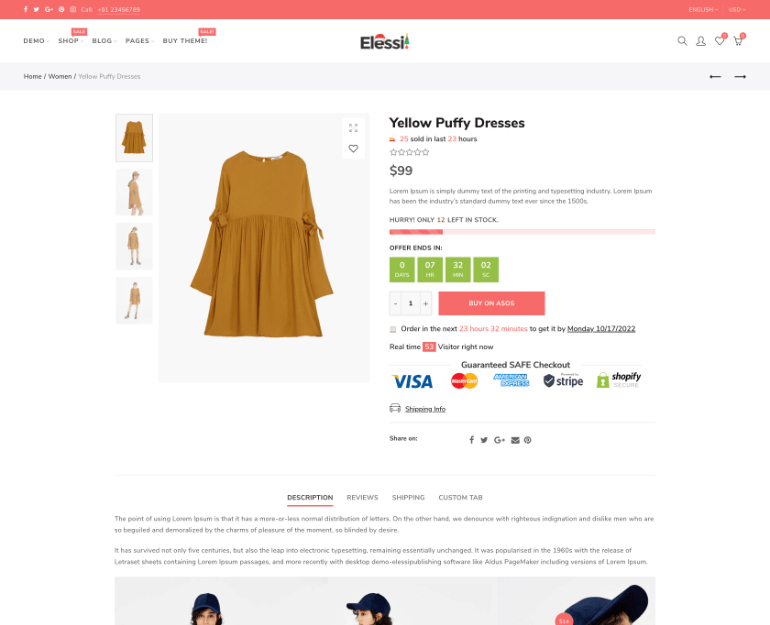 Call: +01 23456789
ENGLISH
USD
DEMO
SHOP
SALE
BLOG
PAGES
BUY THEME!
SALE!
Elessi
0
0
Home / Women / Yellow Puffy Dresses
Yellow Puffy Dresses
25 sold in last 23 hours
$99
Lorem Ipsum is simply dummy text of the printing and typesetting industry. Lorem Ipsum
has been the industry's standard dummy text ever since the 1500s.
HURRY! ONLY 12 LEFT IN STOCK.
OFFER ENDS IN:
0 07 32 02
DAYS HR MIN SC
- 1 +
BUY ON ASOS
Order in the next 23 hours 32 minutes to get it by Monday 10/17/2022
Real time 53 Visitor right now
Guaranteed SAFE Checkout
VISA MasterCard AMERICAN EXPRESS Powered by stripe shopify SECURE
Shipping Info
Share on:
DESCRIPTION REVIEWS SHIPPING CUSTOM TAB
The point of using Lorem Ipsum is that it has a more-or-less normal distribution of letters. On the other hand, we denounce with righteous indignation and dislike men who are
so beguiled and demoralized by the charms of pleasure of the moment, so blinded by desire.
It has survived not only five centuries, but also the leap into electronic typesetting, remaining essentially unchanged. It was popularised in the 1960s with the release of
Letraset sheets containing Lorem Ipsum passages, and more recently with desktop demo-elessipublishing software like Aldus PageMaker including versions of Lorem Ipsum.
$14